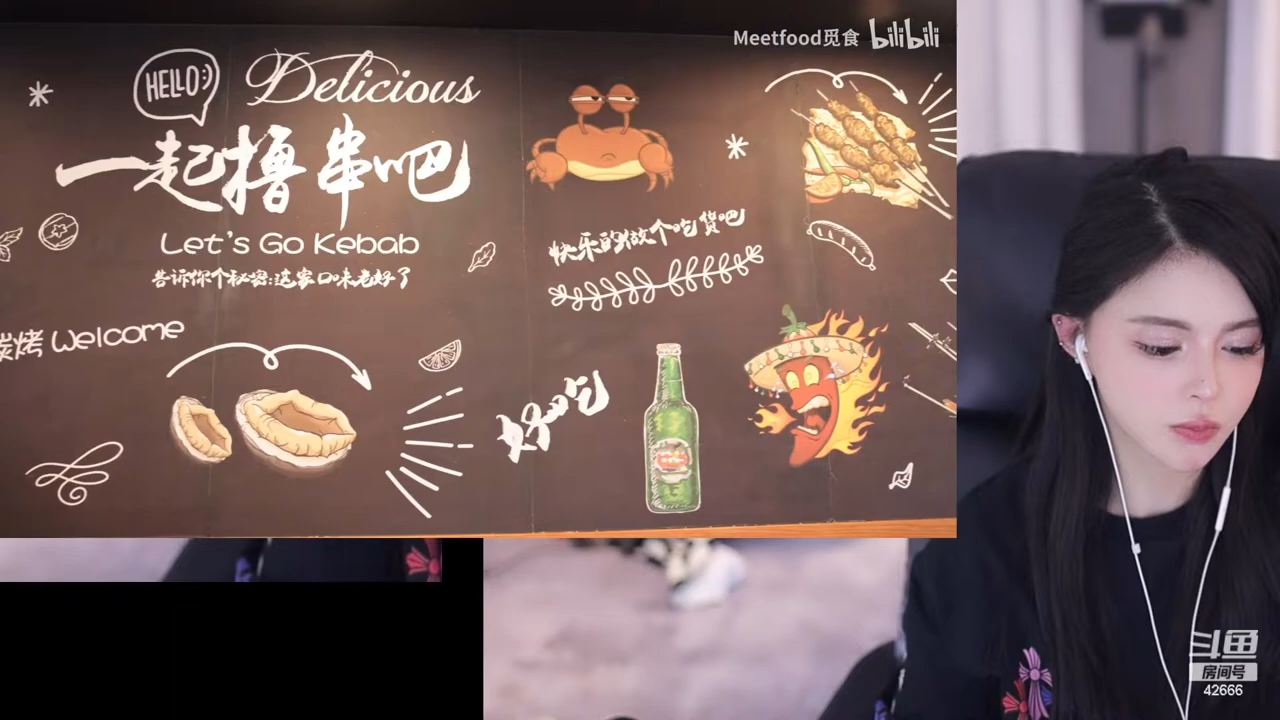 Meetfood觅食 bilibili
HELLO:)
Delicious
一起撸串吧
Let's Go Kebab
告诉你个秘密:这家口味老好了
快乐的做个吃货吧
炭烤 Welcome
好吃
斗鱼
房间号
42666